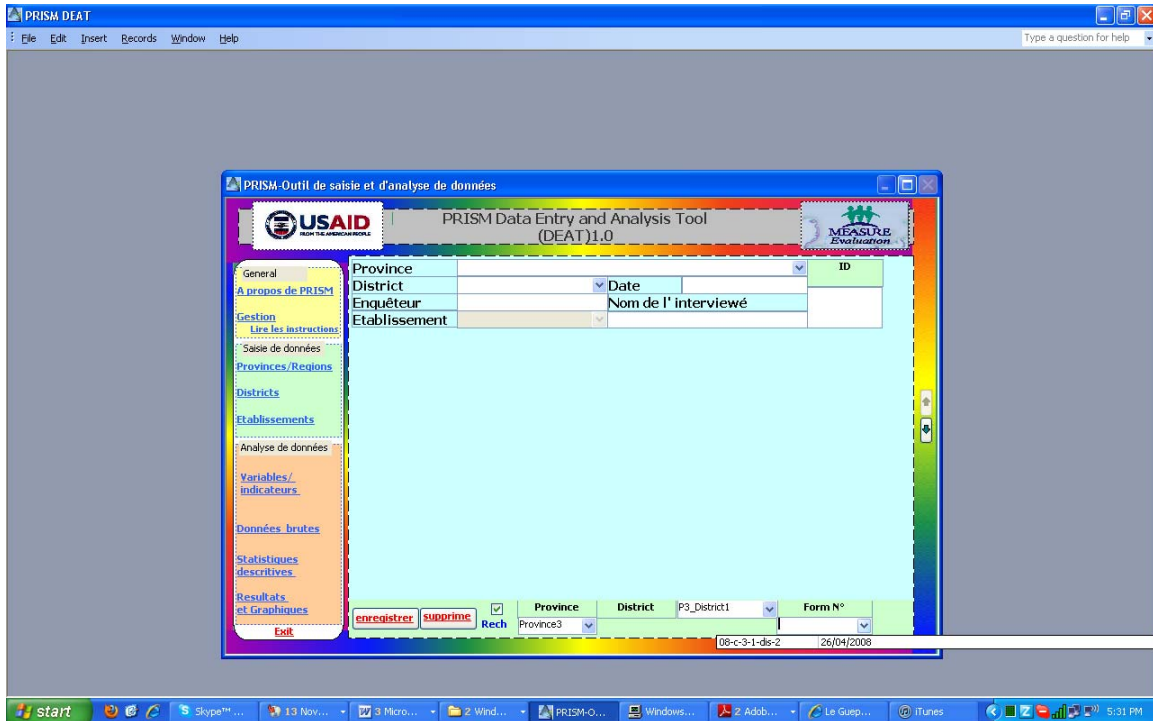 PRISM DEAT
File Edit Insert Records Window Help Type a question for help
PRISM-Outil de saisie et d'analyse de données
USAID
FROM THE AMERICAN PEOPLE
PRISM Data Entry and Analysis Tool
(DEAT)1.0
MEASURE
Evaluation
General
A propos de PRISM
Gestion
Lire les instructions
Saisie de données
Provinces/Regions
Districts
Etablissements
Analyse de données
Variables/
indicateurs
Données brutes
Statistiques
descritives
Resultats
et Graphiques
Exit
Province ID
District Date
Enquêteur Nom de l' interviewé
Etablissement
enregistrer supprime Rech
Province District P3_District1 Form N°
Province3
08-c-3-1-dis-2 26/04/2008
start Skype™ ... 13 Nov... 3 Micro... 2 Wind... PRISM-O... Windows... 2 Adob... Le Guep... iTunes 5:31 PM